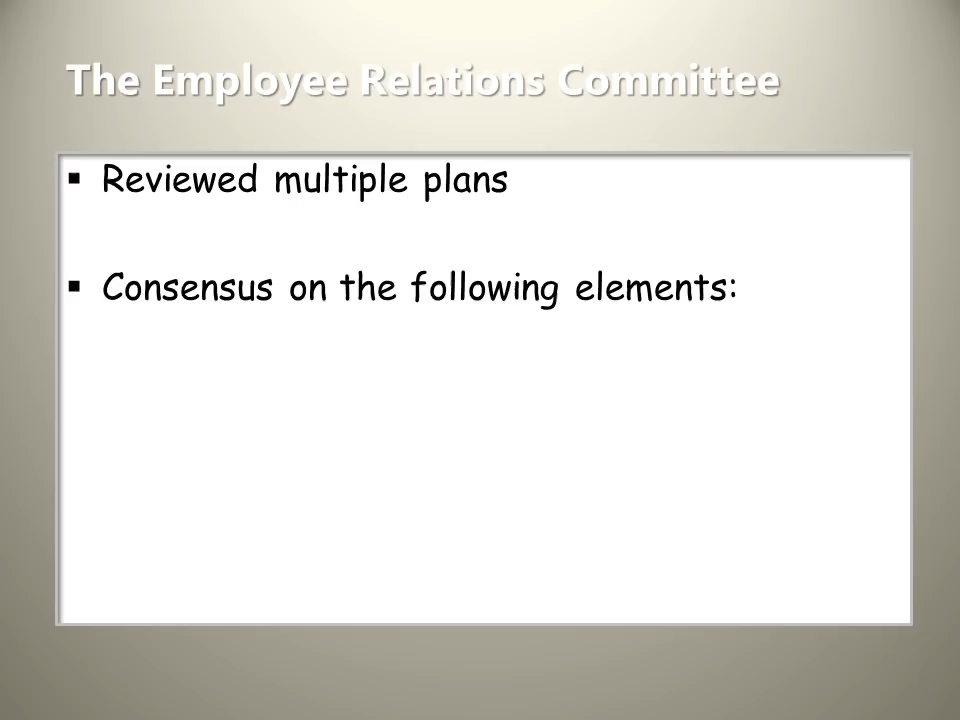 The Employee Relations Committee
▪ Reviewed multiple plans
▪ Consensus on the following elements: